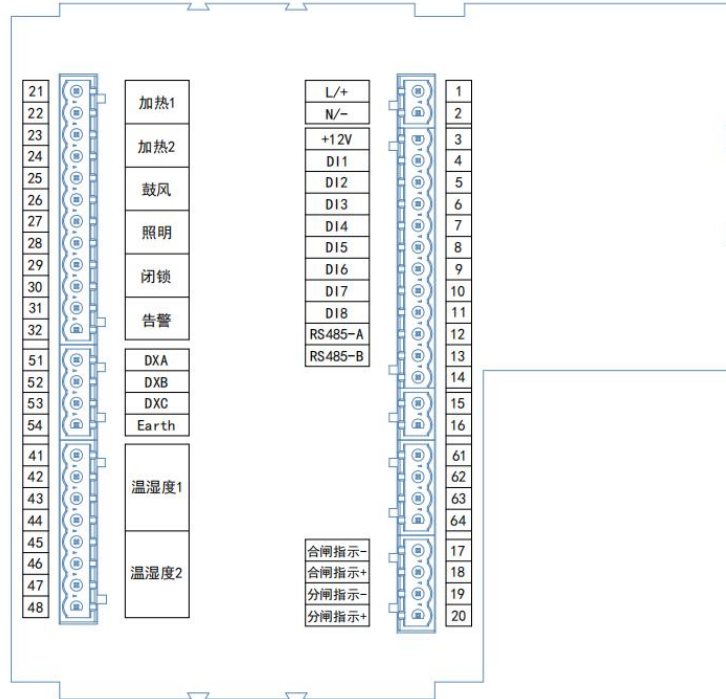 21 加热1 L/+ 1
22 N/- 2
23 加热2 +12V 3
24 DI1 4
25 鼓风 DI2 5
26 DI3 6
27 照明 DI4 7
28 DI5 8
29 闭锁 DI6 9
30 DI7 10
31 告警 DI8 11
32 RS485-A 12
RS485-B 13
14
51 DXA
52 DXB
53 DXC 15
54 Earth 16
41 温湿度1 61
42 62
43 63
44 64
45 温湿度2 合闸指示- 17
46 合闸指示+ 18
47 分闸指示- 19
48 分闸指示+ 20